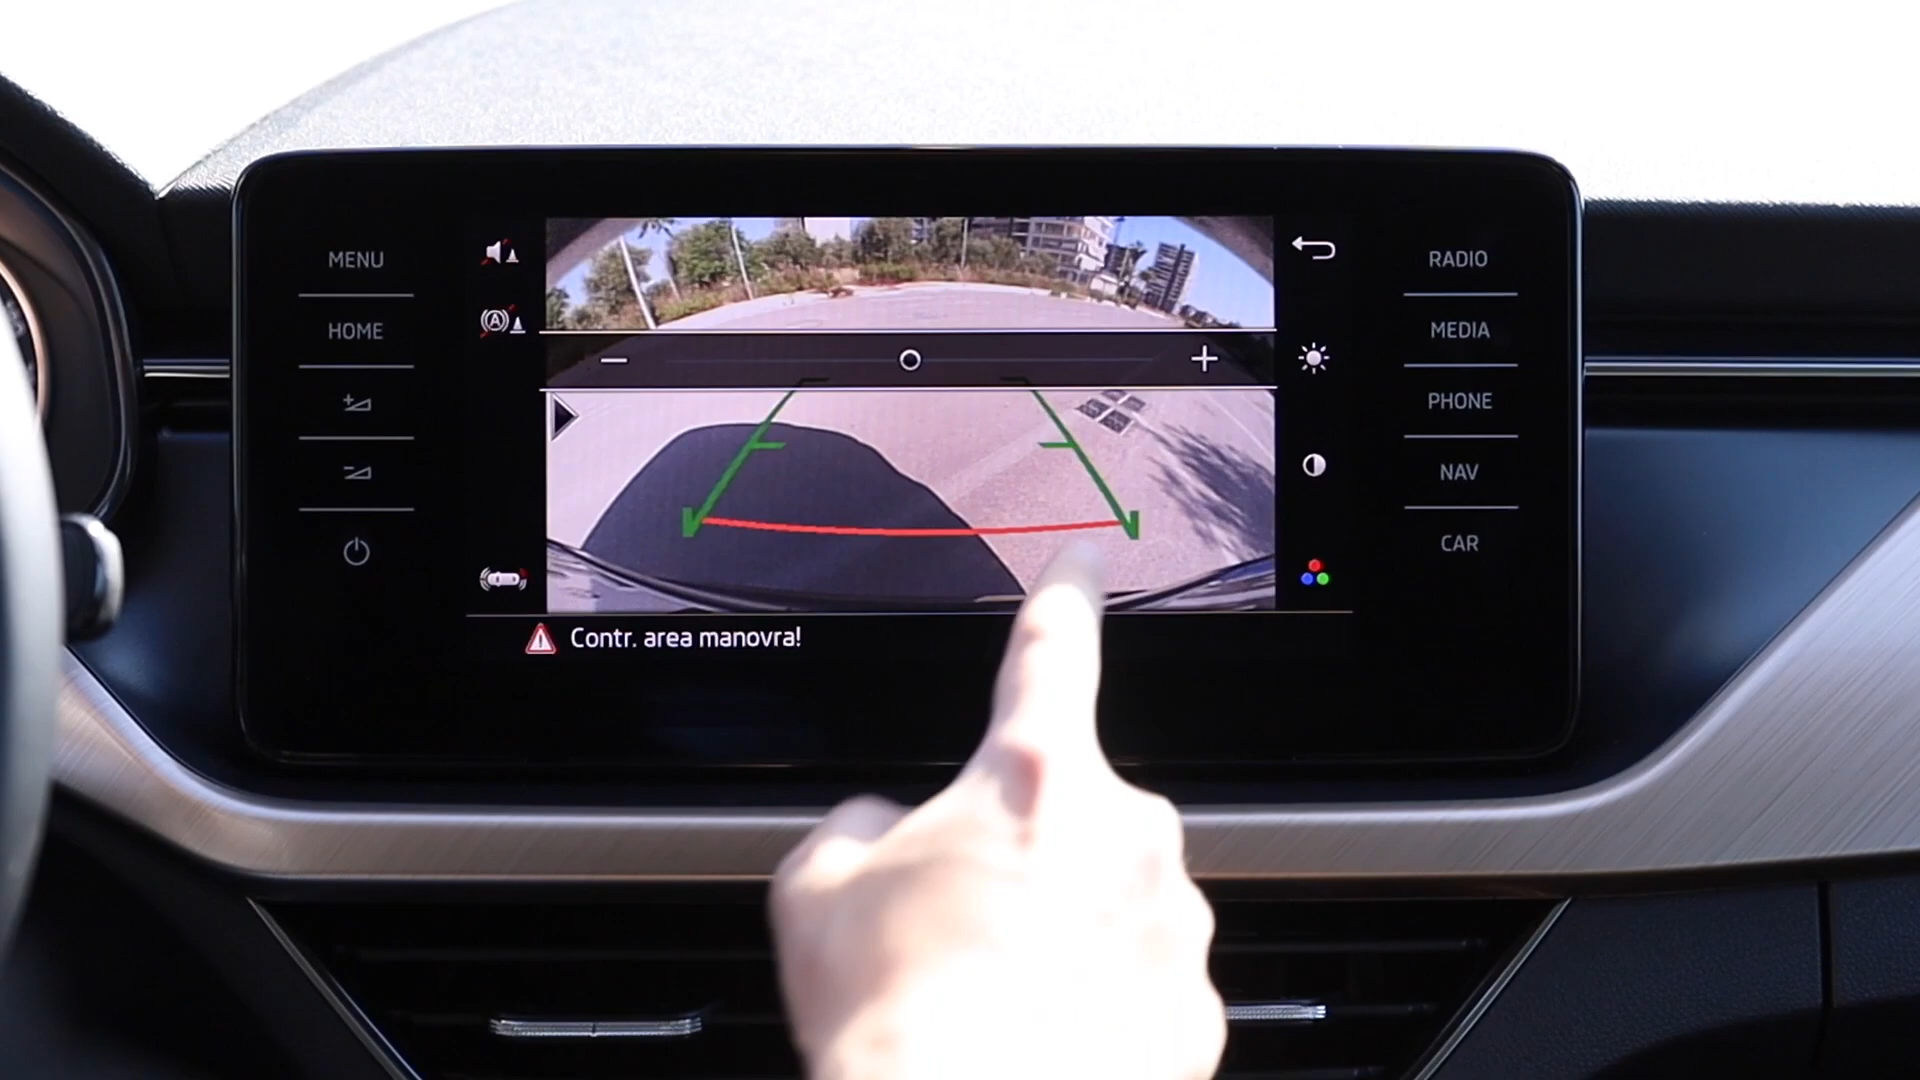 MENU
HOME
RADIO
MEDIA
PHONE
NAV
CAR
A
Contr. area manovra!